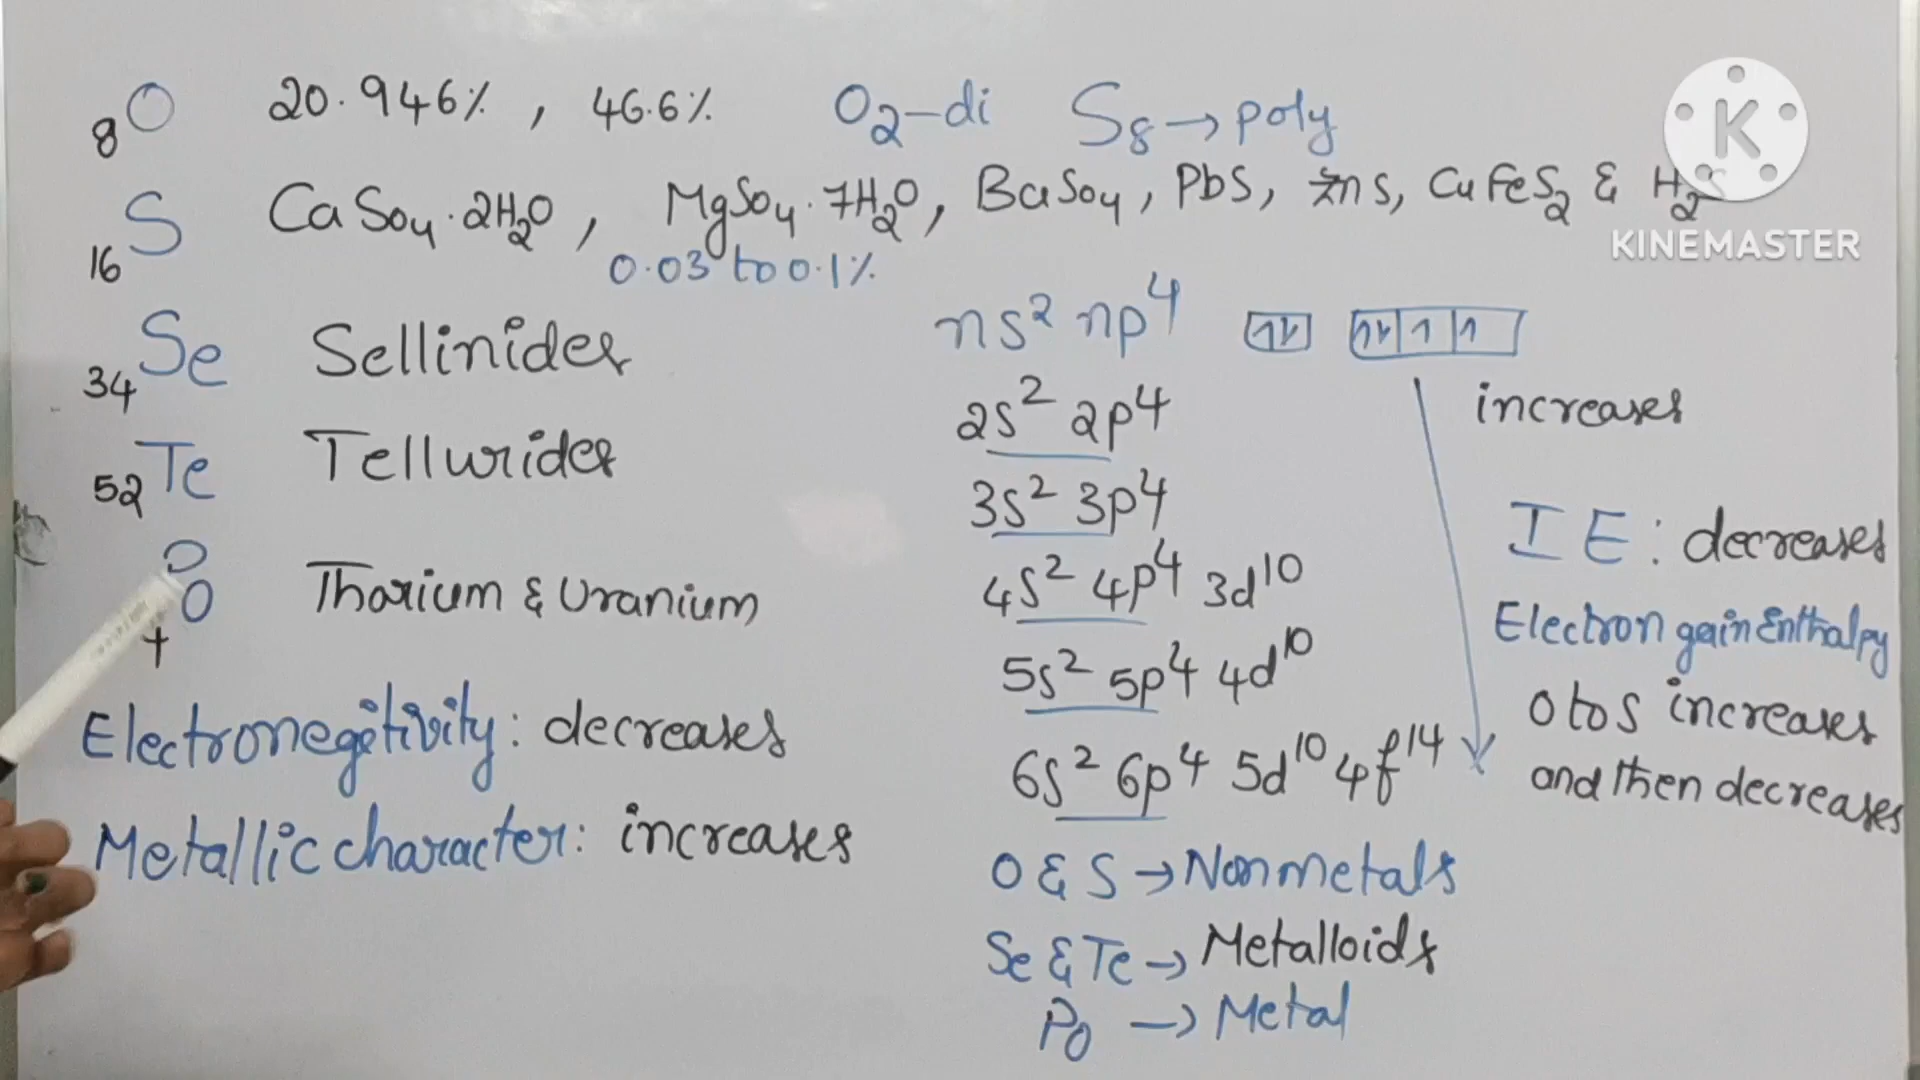 8O 20.946%, 46.6% O2-di S8→poly
16S CaSo4.2H2O, MgSo4.7H2O, BaSo4, PbS, ZnS, CuFeS2 & H2S
0.03 to 0.1%
34Se Sellinides
ns² np⁴ ↑↓ ↑↓ ↑ ↑
2s² 2p⁴ increases
52Te Tellurides
3s² 3p⁴
IE: decreases
Thorium & Uranium
4s² 4p⁴ 3d¹⁰
Electron gain Enthalpy
5s² 5p⁴ 4d¹⁰
O to S increases
and then decreases
Electronegitivity: decreases
6s² 6p⁴ 5d¹⁰ 4f¹⁴
Metallic character: increases
O & S → Nonmetals
Se & Te → Metalloids
Po → Metal
K
KINEMASTER